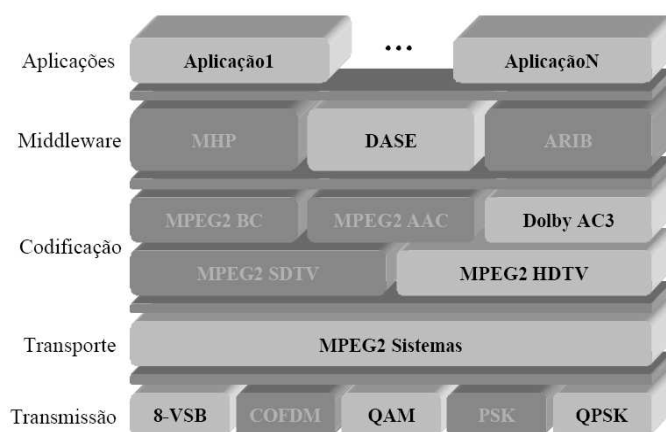 Aplicações Aplicação1 ... AplicaçãoN
Middleware MHP DASE ARIB
Codificação
MPEG2 BC MPEG2 AAC Dolby AC3
MPEG2 SDTV MPEG2 HDTV
Transporte MPEG2 Sistemas
Transmissão 8-VSB COFDM QAM PSK QPSK